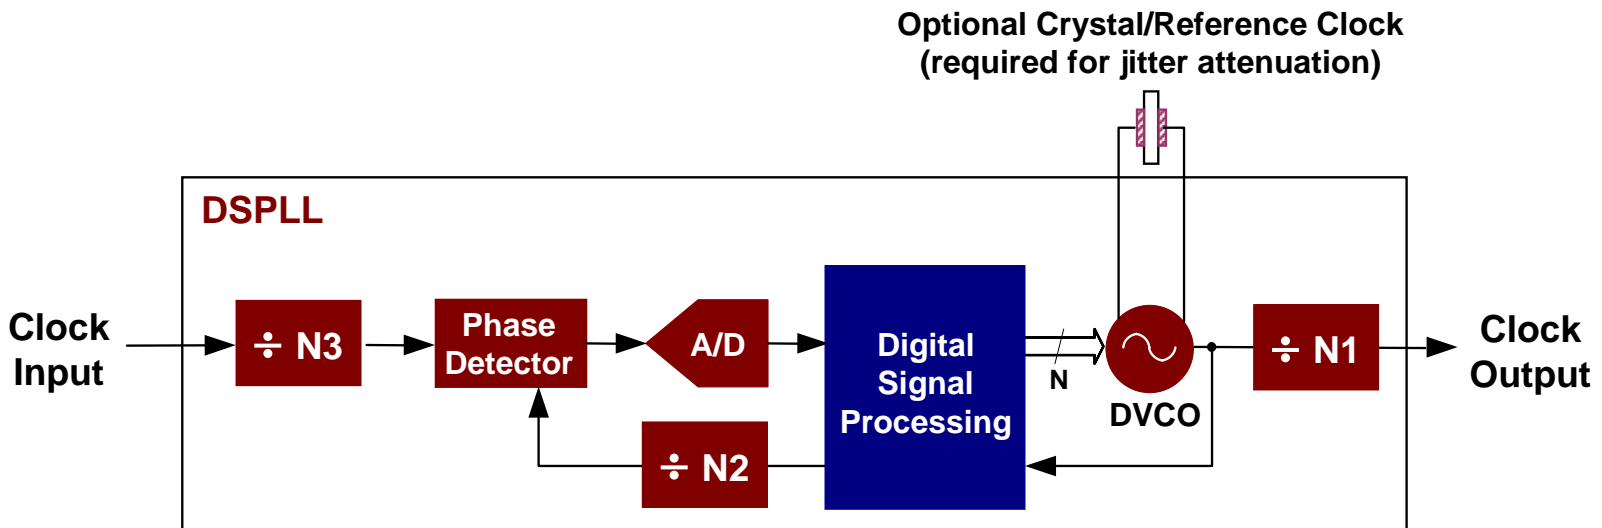 Optional Crystal/Reference Clock
(required for jitter attenuation)
DSPLL
Clock
Input
÷ N3
Phase
Detector
A/D
Digital
Signal
Processing
N
DVCO
÷ N1
Clock
Output
÷ N2